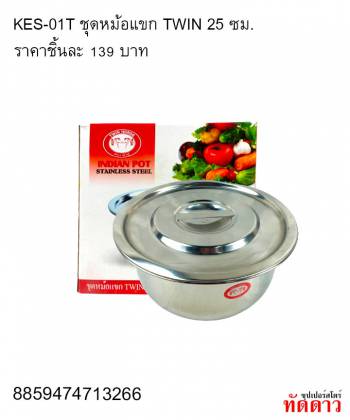 KES-01T ชุดหม้อแขก TWIN 25 ซม.
ราคาชิ้นละ 139 บาท
INDIAN POT
STAINLESS STEEL
ชุดหม้อแขก TWIN
8859474713266
ซุปเปอร์สโตร์
ทัดดาว